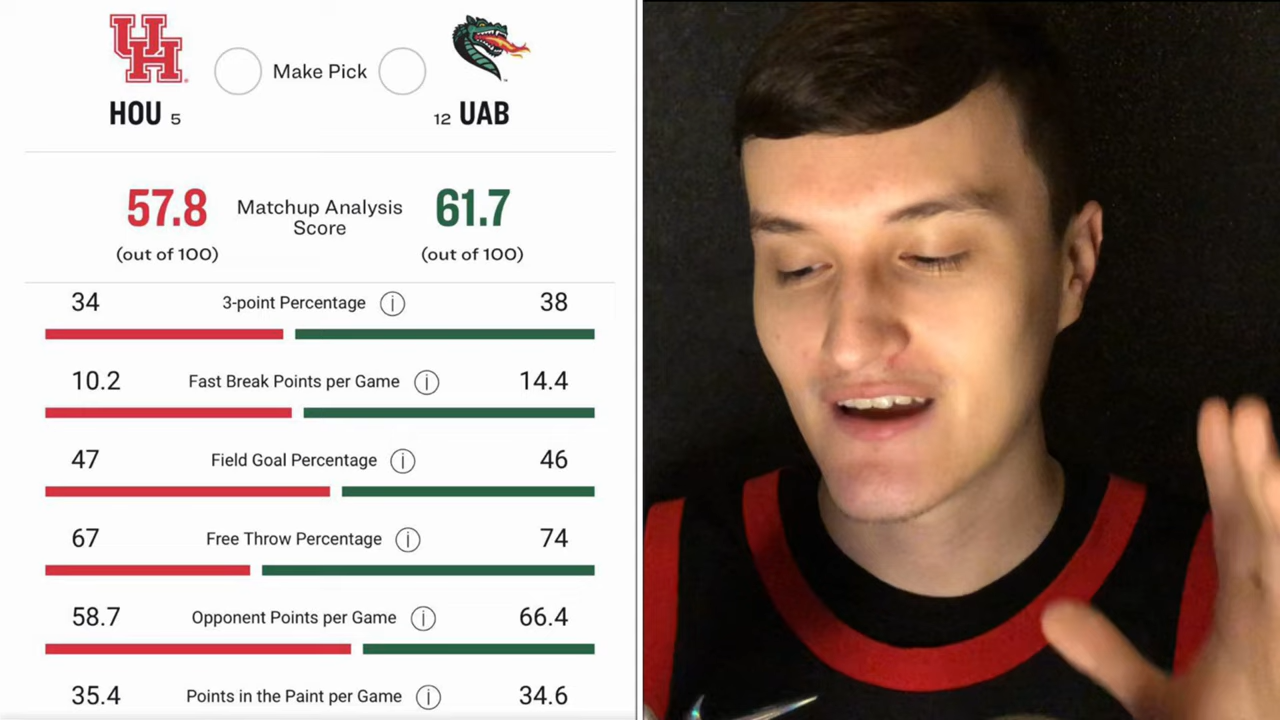 UH
Make Pick
HOU 5
12 UAB
57.8
Matchup Analysis
Score
61.7
(out of 100)
(out of 100)
34
3-point Percentage
38
10.2
Fast Break Points per Game
14.4
47
Field Goal Percentage
46
67
Free Throw Percentage
74
58.7
Opponent Points per Game
66.4
35.4
Points in the Paint per Game
34.6